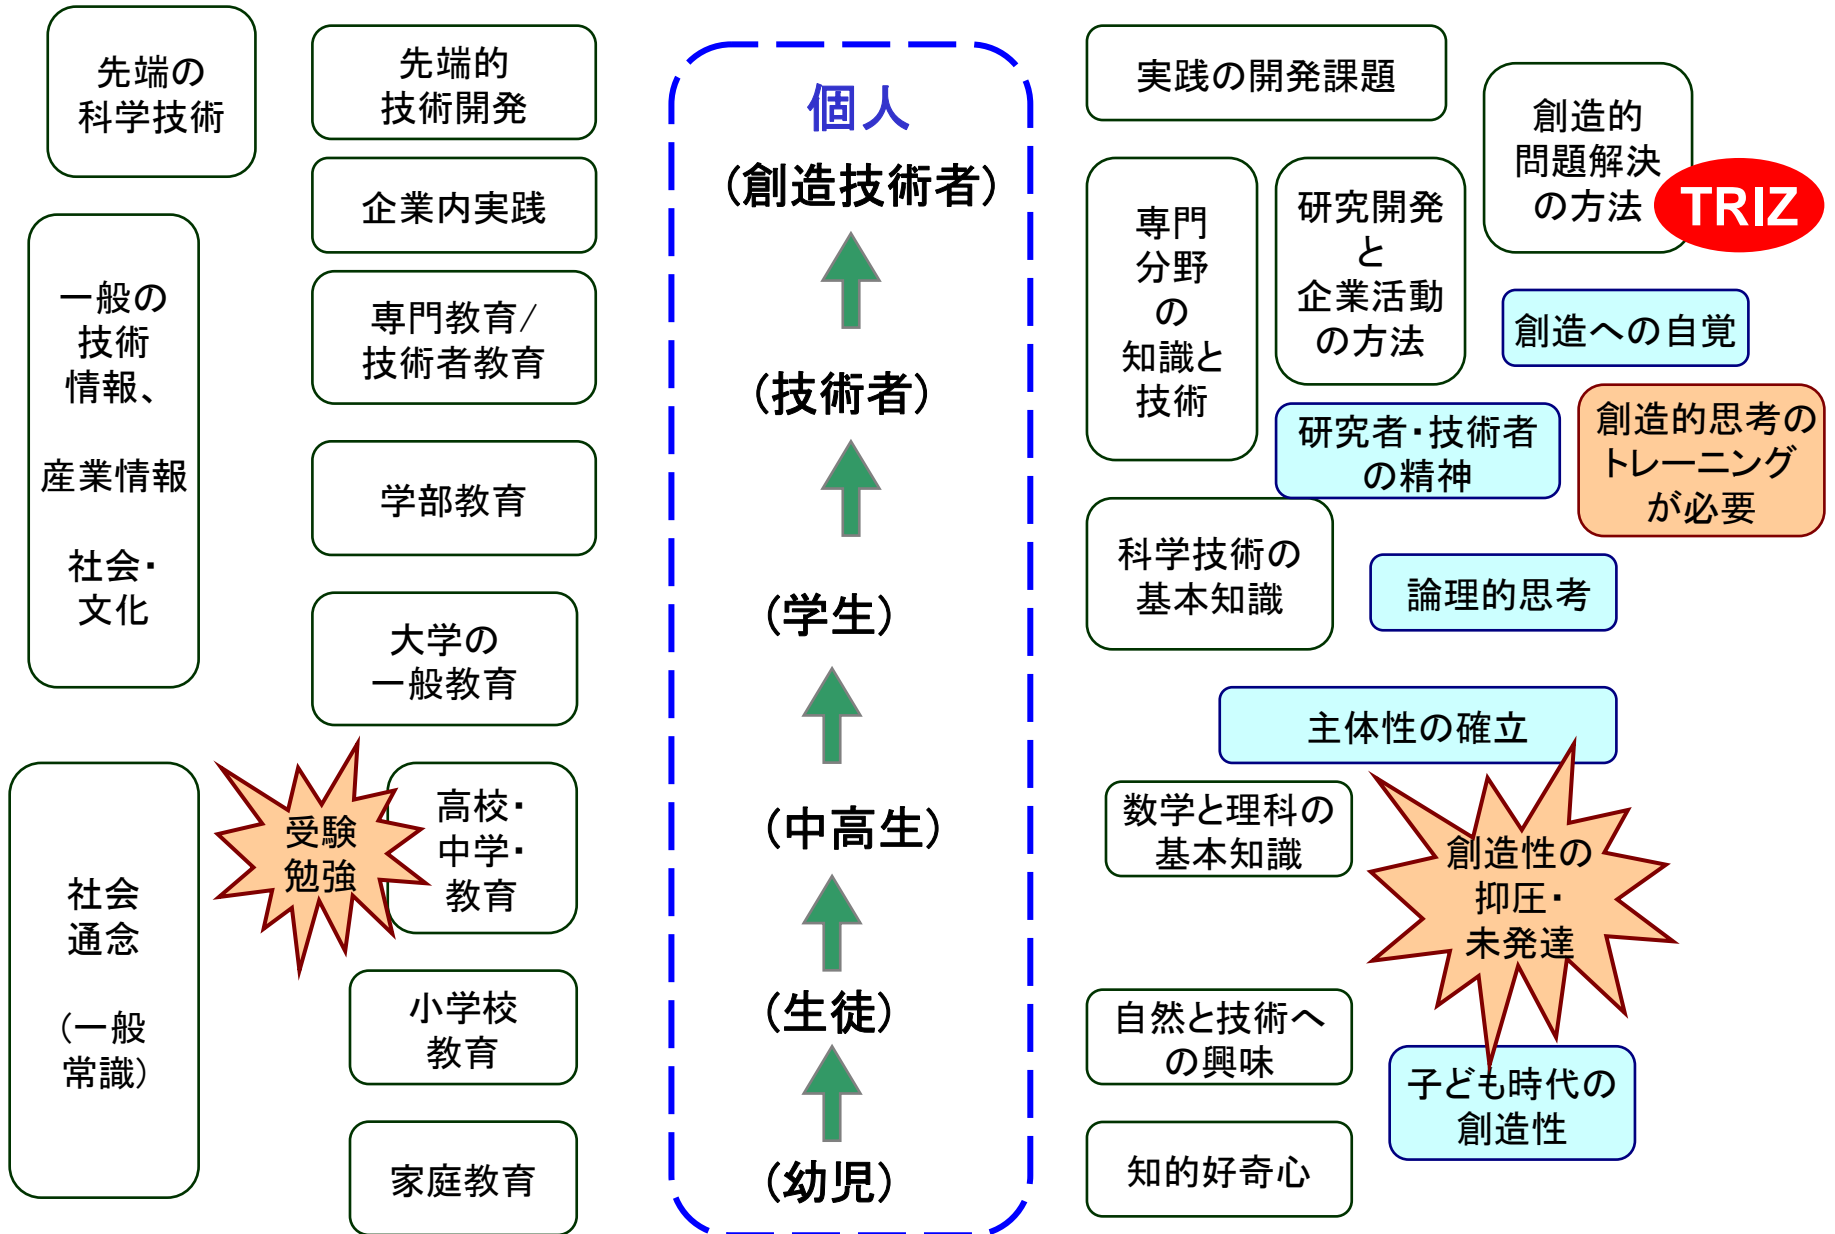 先端の
科学技術
一般の
技術
情報、
産業情報
社会・
文化
社会
通念
(一般
常識)
先端的
技術開発
企業内実践
専門教育/
技術者教育
学部教育
大学の
一般教育
受験
勉強
高校・
中学・
教育
小学校
教育
家庭教育
個人
(創造技術者)
(技術者)
(学生)
(中高生)
(生徒)
(幼児)
実践の開発課題
専門
分野
の
知識と
技術
研究開発
と
企業活動
の方法
創造的
問題解決
の方法
TRIZ
創造への自覚
研究者・技術者
の精神
創造的思考の
トレーニング
が必要
科学技術の
基本知識
論理的思考
主体性の確立
数学と理科の
基本知識
創造性の
抑圧・
未発達
自然と技術へ
の興味
子ども時代の
創造性
知的好奇心